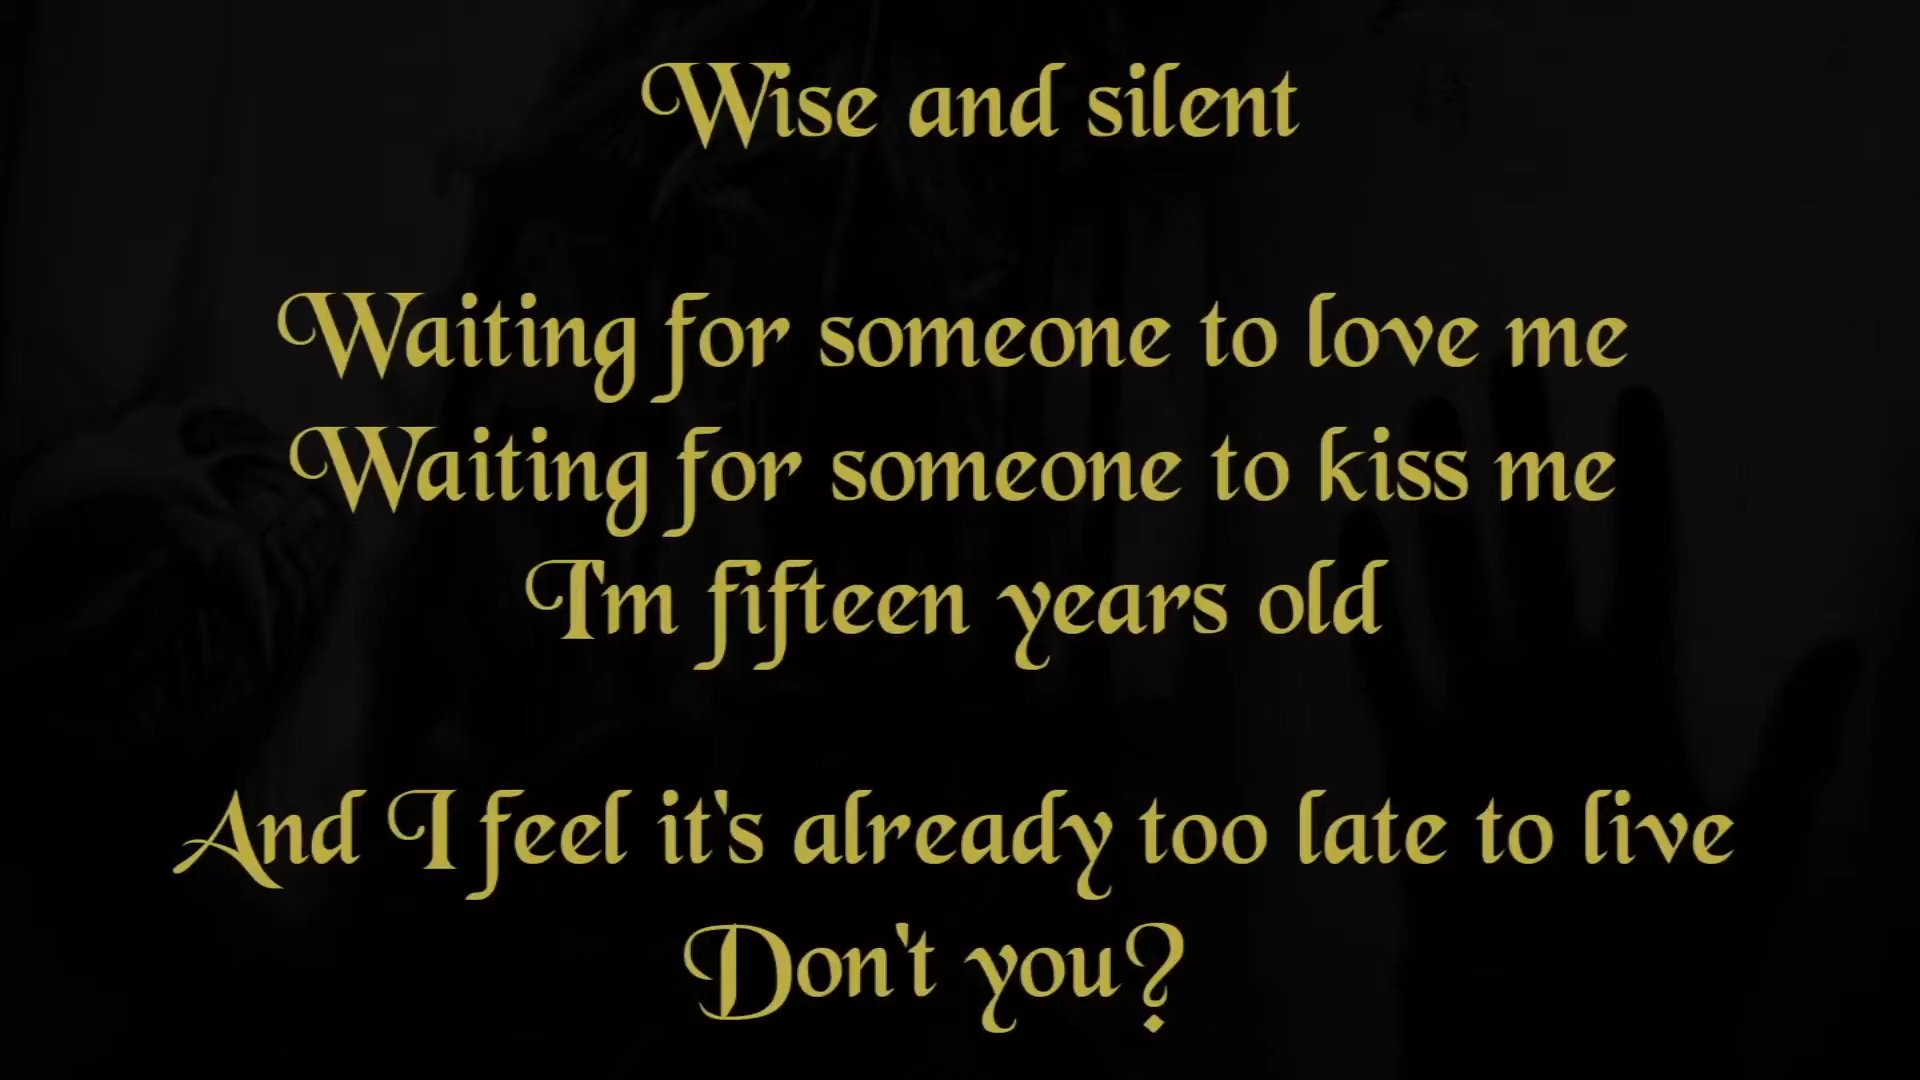 Wise and silent
Waiting for someone to love me
Waiting for someone to kiss me
I'm fifteen years old
And I feel it's already too late to live
Don't you?